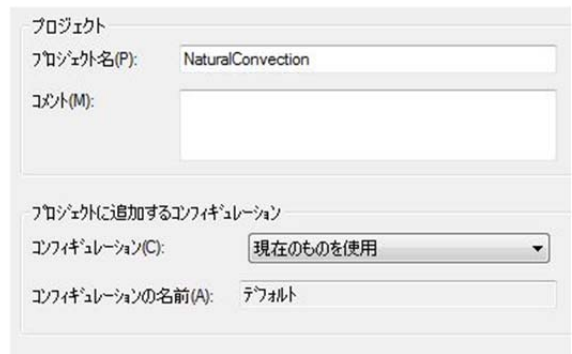 プロジェクト
プロジェクト名(P):
NaturalConvection
コメント(M):
プロジェクトに追加するコンフィギュレーション
コンフィギュレーション(C):
現在のものを使用
コンフィギュレーションの名前(A):
デフォルト